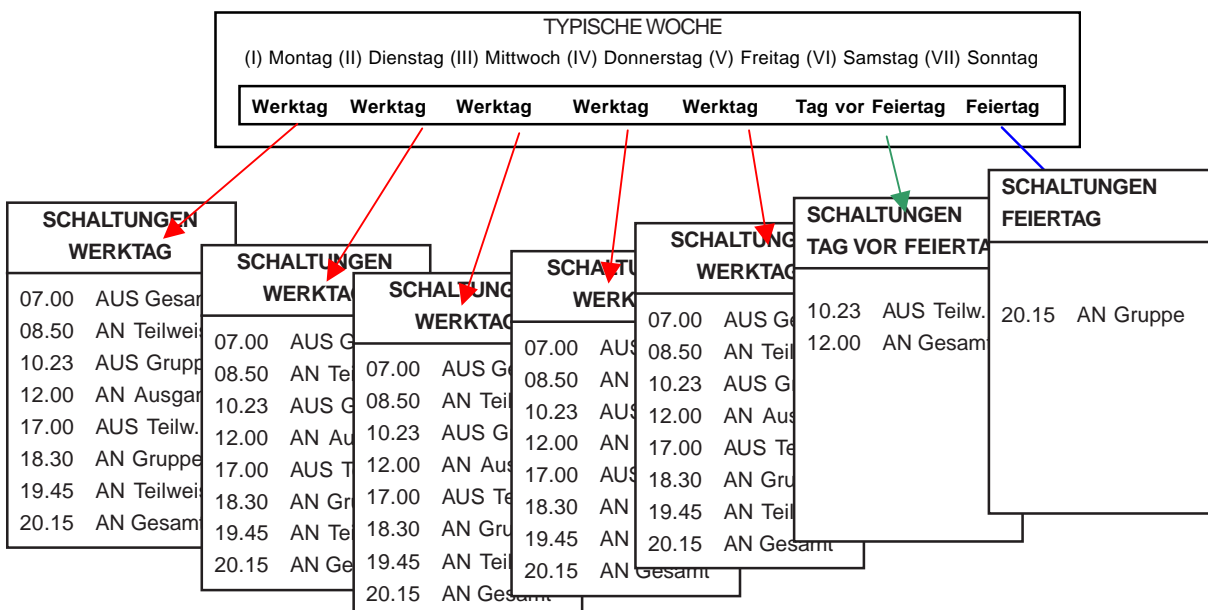 TYPISCHE WOCHE
(I) Montag (II) Dienstag (III) Mittwoch (IV) Donnerstag (V) Freitag (VI) Samstag (VII) Sonntag
Werktag Werktag Werktag Werktag Werktag Tag vor Feiertag Feiertag
SCHALTUNGEN
WERKTAG
07.00 AUS Gesam
08.50 AN Teilweis
10.23 AUS Grupp
12.00 AN Ausgan
17.00 AUS Teilw.
18.30 AN Gruppe
19.45 AN Teilweis
20.15 AN Gesamt
SCHALTUNGEN
WERKTAG
07.00 AUS G
08.50 AN Tei
10.23 AUS G
12.00 AN Au
17.00 AUS T
18.30 AN Gr
19.45 AN Tei
20.15 AN Ge
SCHALTUNG
WERKTAG
07.00 AUS Ge
08.50 AN Teil
10.23 AUS G
12.00 AN Aus
17.00 AUS Te
18.30 AN Gru
19.45 AN Teil
20.15 AN Gesamt
SCHALTU
WERK
07.00 AUS
08.50 AN
10.23 AUS
12.00 AN
17.00 AUS
18.30 AN
19.45 AN
20.15 AN Gesamt
SCHALTUNG
WERKTAG
07.00 AUS Ge
08.50 AN Teil
10.23 AUS G
12.00 AN Aus
17.00 AUS Te
18.30 AN Gru
19.45 AN Teil
20.15 AN Gesamt
SCHALTUNGEN
TAG VOR FEIERTA
10.23 AUS Teilw.
12.00 AN Gesamt
SCHALTUNGEN
FEIERTAG
20.15 AN Gruppe